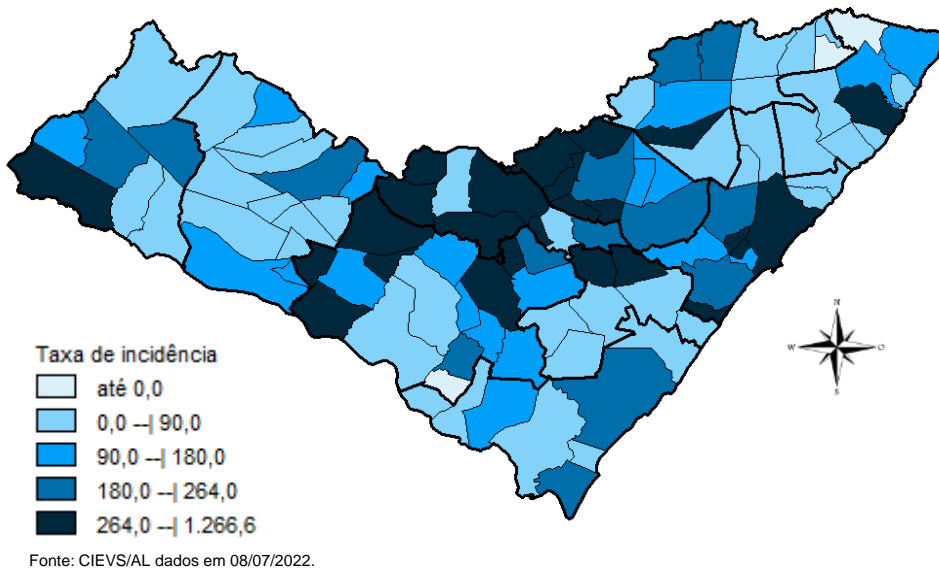 N
W
O
S
Taxa de incidência
até 0,0
0,0 --| 90,0
90,0 --| 180,0
180,0 --| 264,0
264,0 --| 1.266,6
Fonte: CIEVS/AL dados em 08/07/2022.